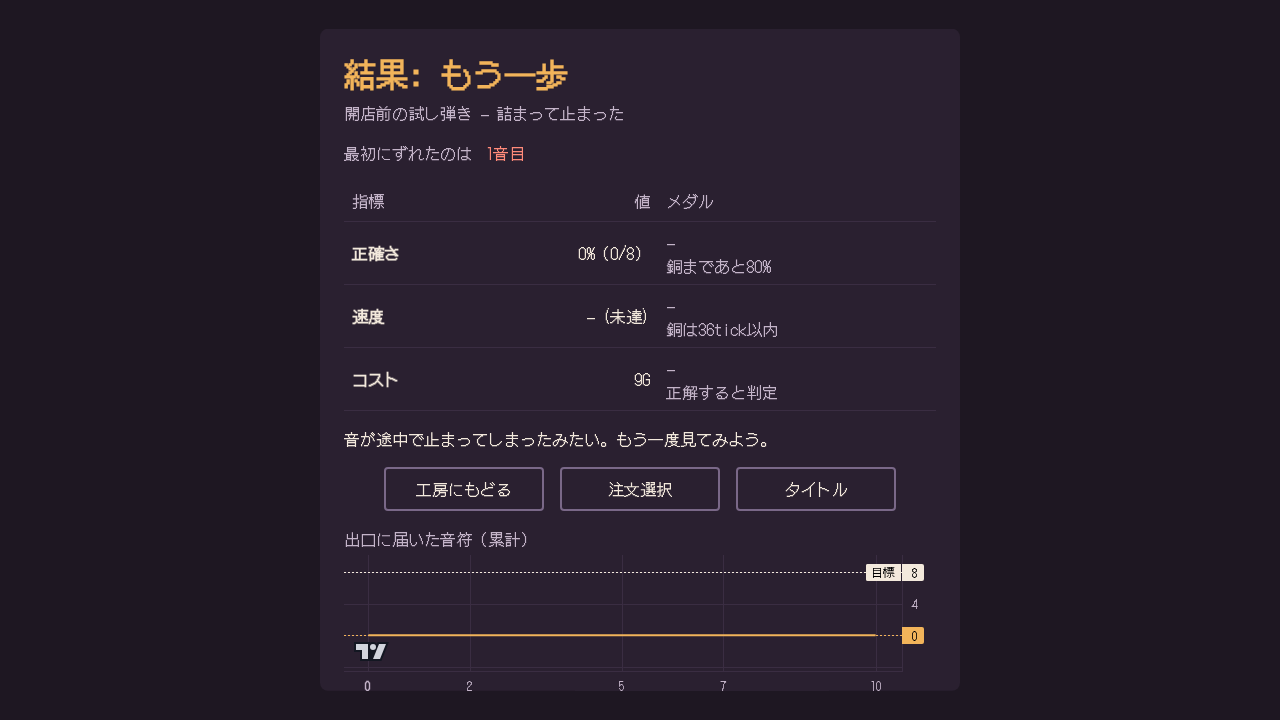 結果: もう一歩
開店前の試し弾き – 詰まって止まった
最初にずれたのは 1音目
指標 値 メダル
正確さ 0% (0/8) –
銅まであと80%
速度 – (未達) –
銅は36tick以内
コスト 9G –
正解すると判定
音が途中で止まってしまったみたい。もう一度見てみよう。
工房にもどる 注文選択 タイトル
出口に届いた音符（累計）
目標 8
4
0
0 2 5 7 10